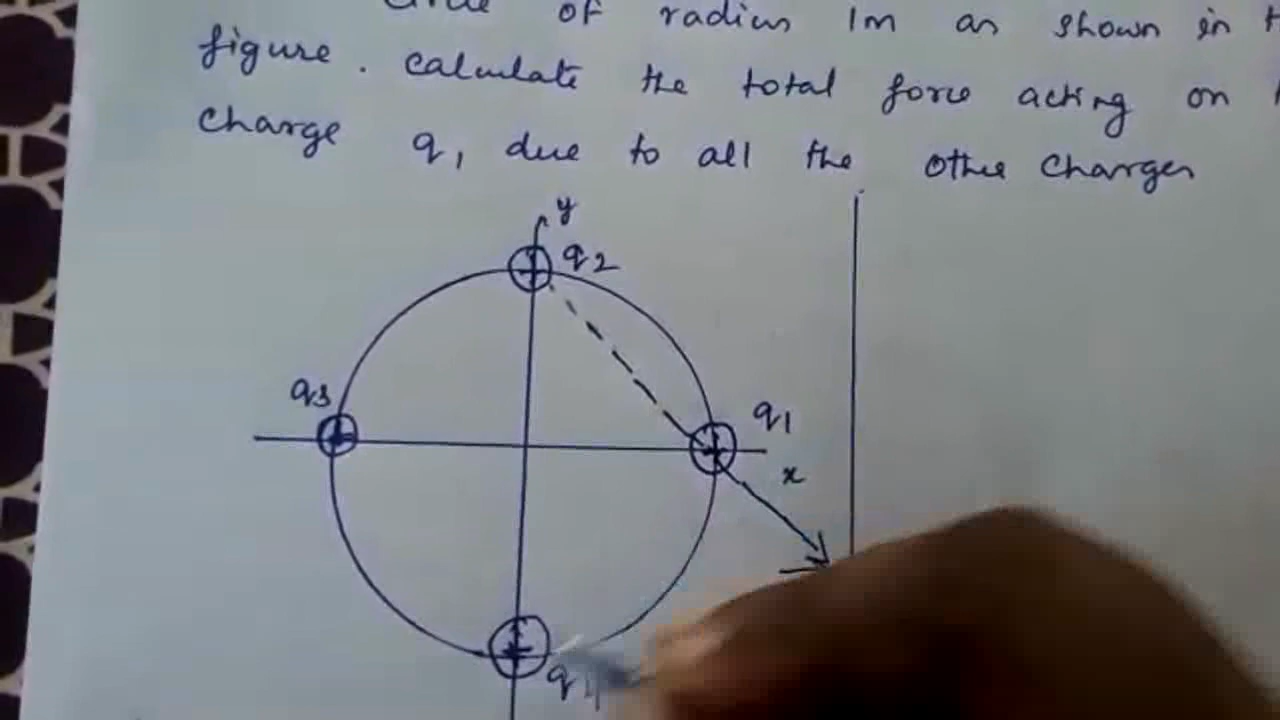 of radius 1m as shown in
figure. calculate the total force acting on
charge q1 due to all the other charges
y
q2
q3
q1
x